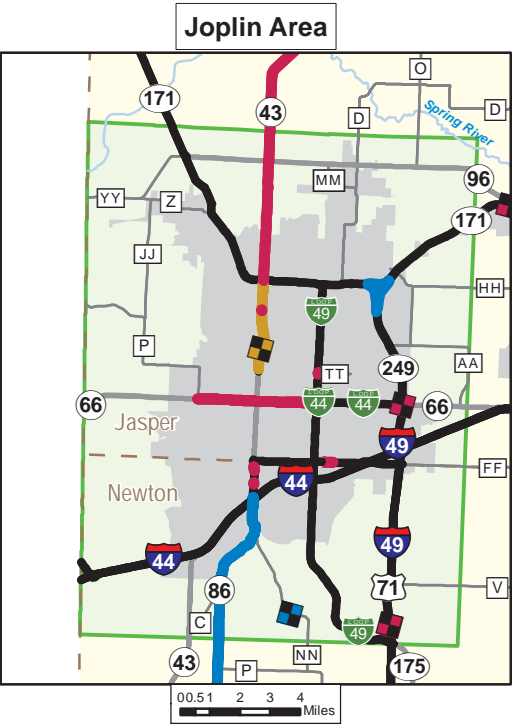 Joplin Area
O
171
43
D
D
Spring River
MM
96
YY
Z
171
JJ
HH
LOOP
49
P
AA
TT
249
66
LOOP
44
LOOP
44
66
Jasper
49
FF
44
Newton
49
44
71
V
86
C
LOOP
49
NN
43
P
175
0 0.5 1 2 3 4
Miles